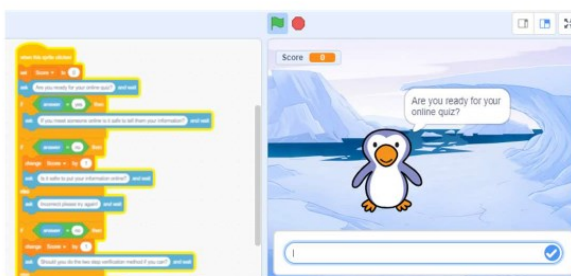 when this sprite clicked
set Score to 0
ask Are you ready for your online quiz? and wait
if answer = yes then
ask If you meet someone online is it safe to tell them your information? and wait
if answer = no then
change Score by 1
ask Is it safe to put your information online? and wait
else
ask Incorrect please try again! and wait
if answer = no then
change Score by 1
ask Should you do the two step verification method if you can? and wait
Score 0
Are you ready for your
online quiz?